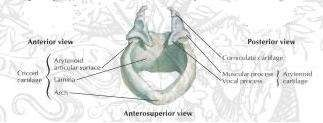 Anterior view
Posterior view
Arytenoid
articular surface
Cricoid
cartilage
Lamina
Arch
Corniculate cartilage
Muscular process
Vocal process
Arytenoid
cartilage
Anterosuperior view